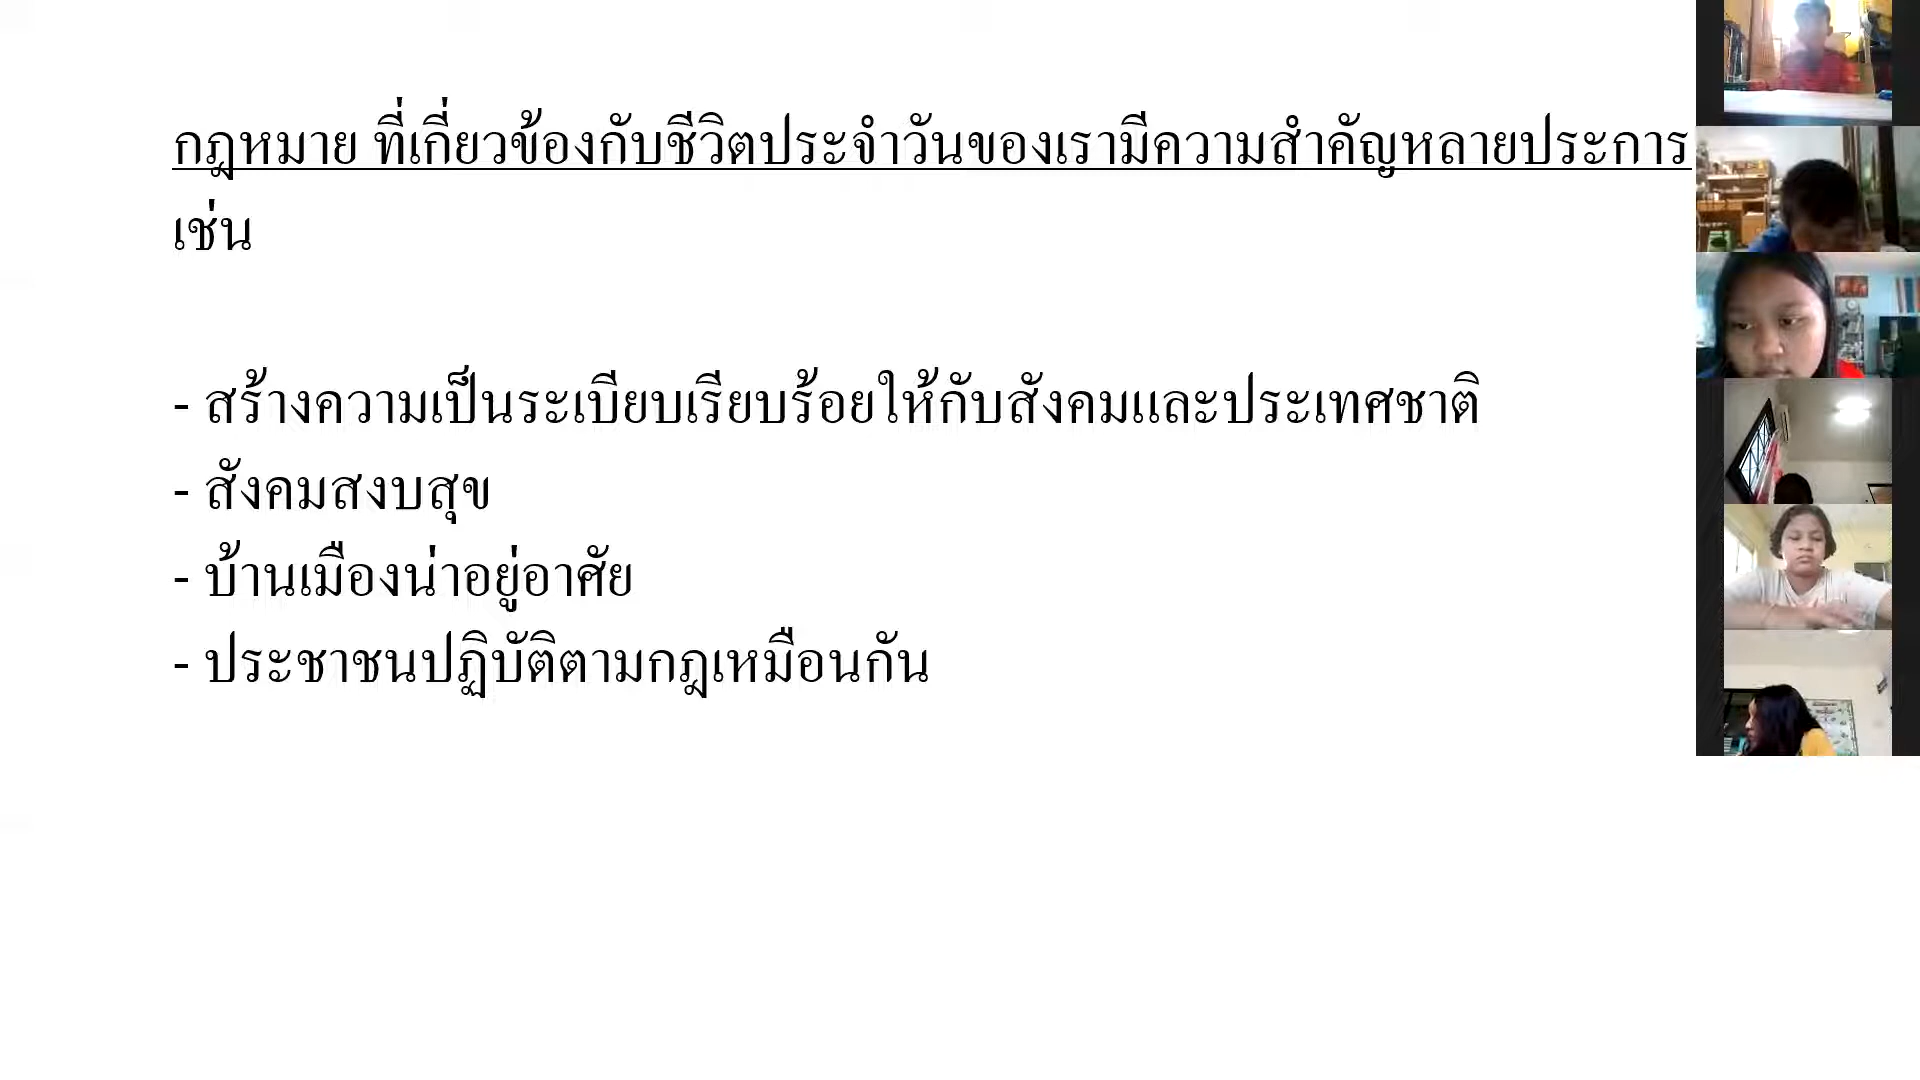 กฎหมาย ที่เกี่ยวข้องกับชีวิตประจำวันของเรามีความสำคัญหลายประการ
เช่น
- สร้างความเป็นระเบียบเรียบร้อยให้กับสังคมและประเทศชาติ
- สังคมสงบสุข
- บ้านเมืองน่าอยู่อาศัย
- ประชาชนปฏิบัติตามกฎเหมือนกัน